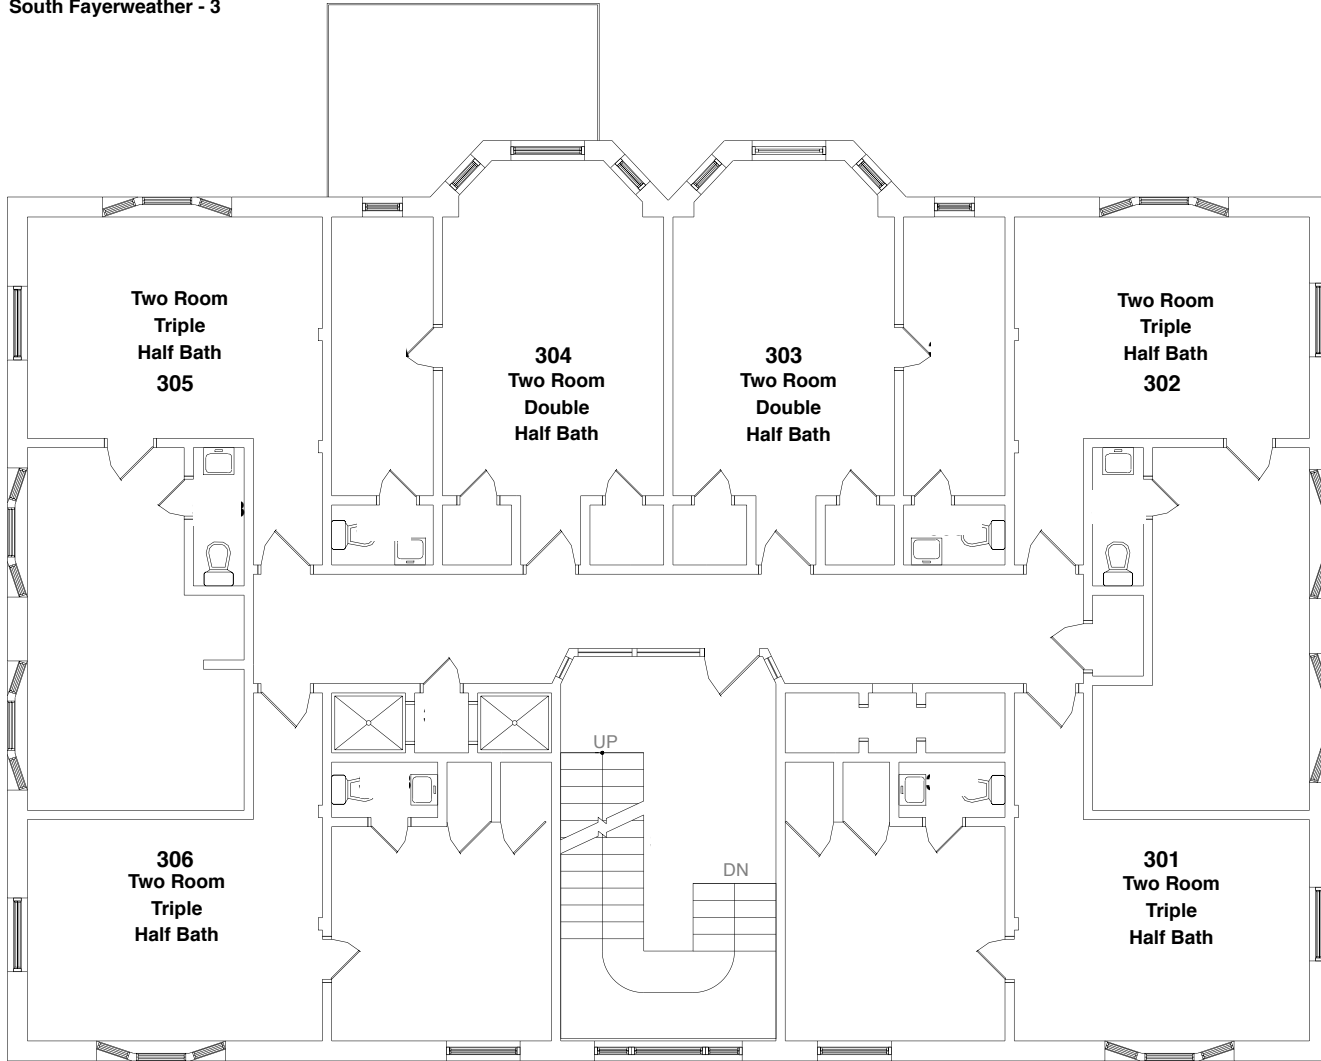 South Fayerweather - 3
Two Room
Triple
Half Bath
305
304
Two Room
Double
Half Bath
303
Two Room
Double
Half Bath
Two Room
Triple
Half Bath
302
UP
DN
306
Two Room
Triple
Half Bath
301
Two Room
Triple
Half Bath